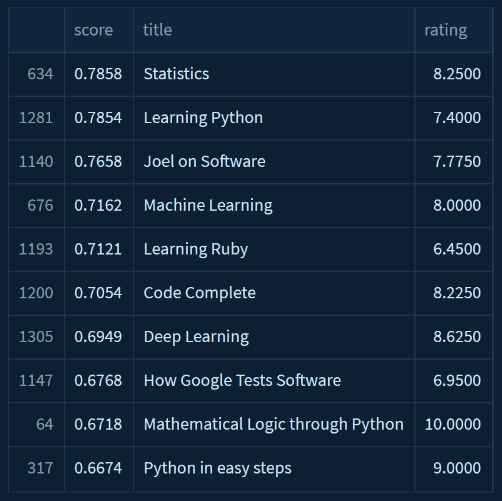 score title rating
634 0.7858 Statistics 8.2500
1281 0.7854 Learning Python 7.4000
1140 0.7658 Joel on Software 7.7750
676 0.7162 Machine Learning 8.0000
1193 0.7121 Learning Ruby 6.4500
1200 0.7054 Code Complete 8.2250
1305 0.6949 Deep Learning 8.6250
1147 0.6768 How Google Tests Software 6.9500
64 0.6718 Mathematical Logic through Python 10.0000
317 0.6674 Python in easy steps 9.0000